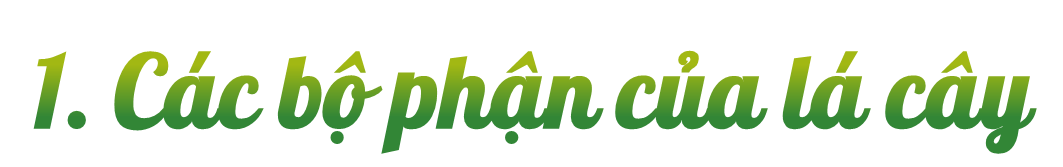 1. Các bộ phận của lá cây